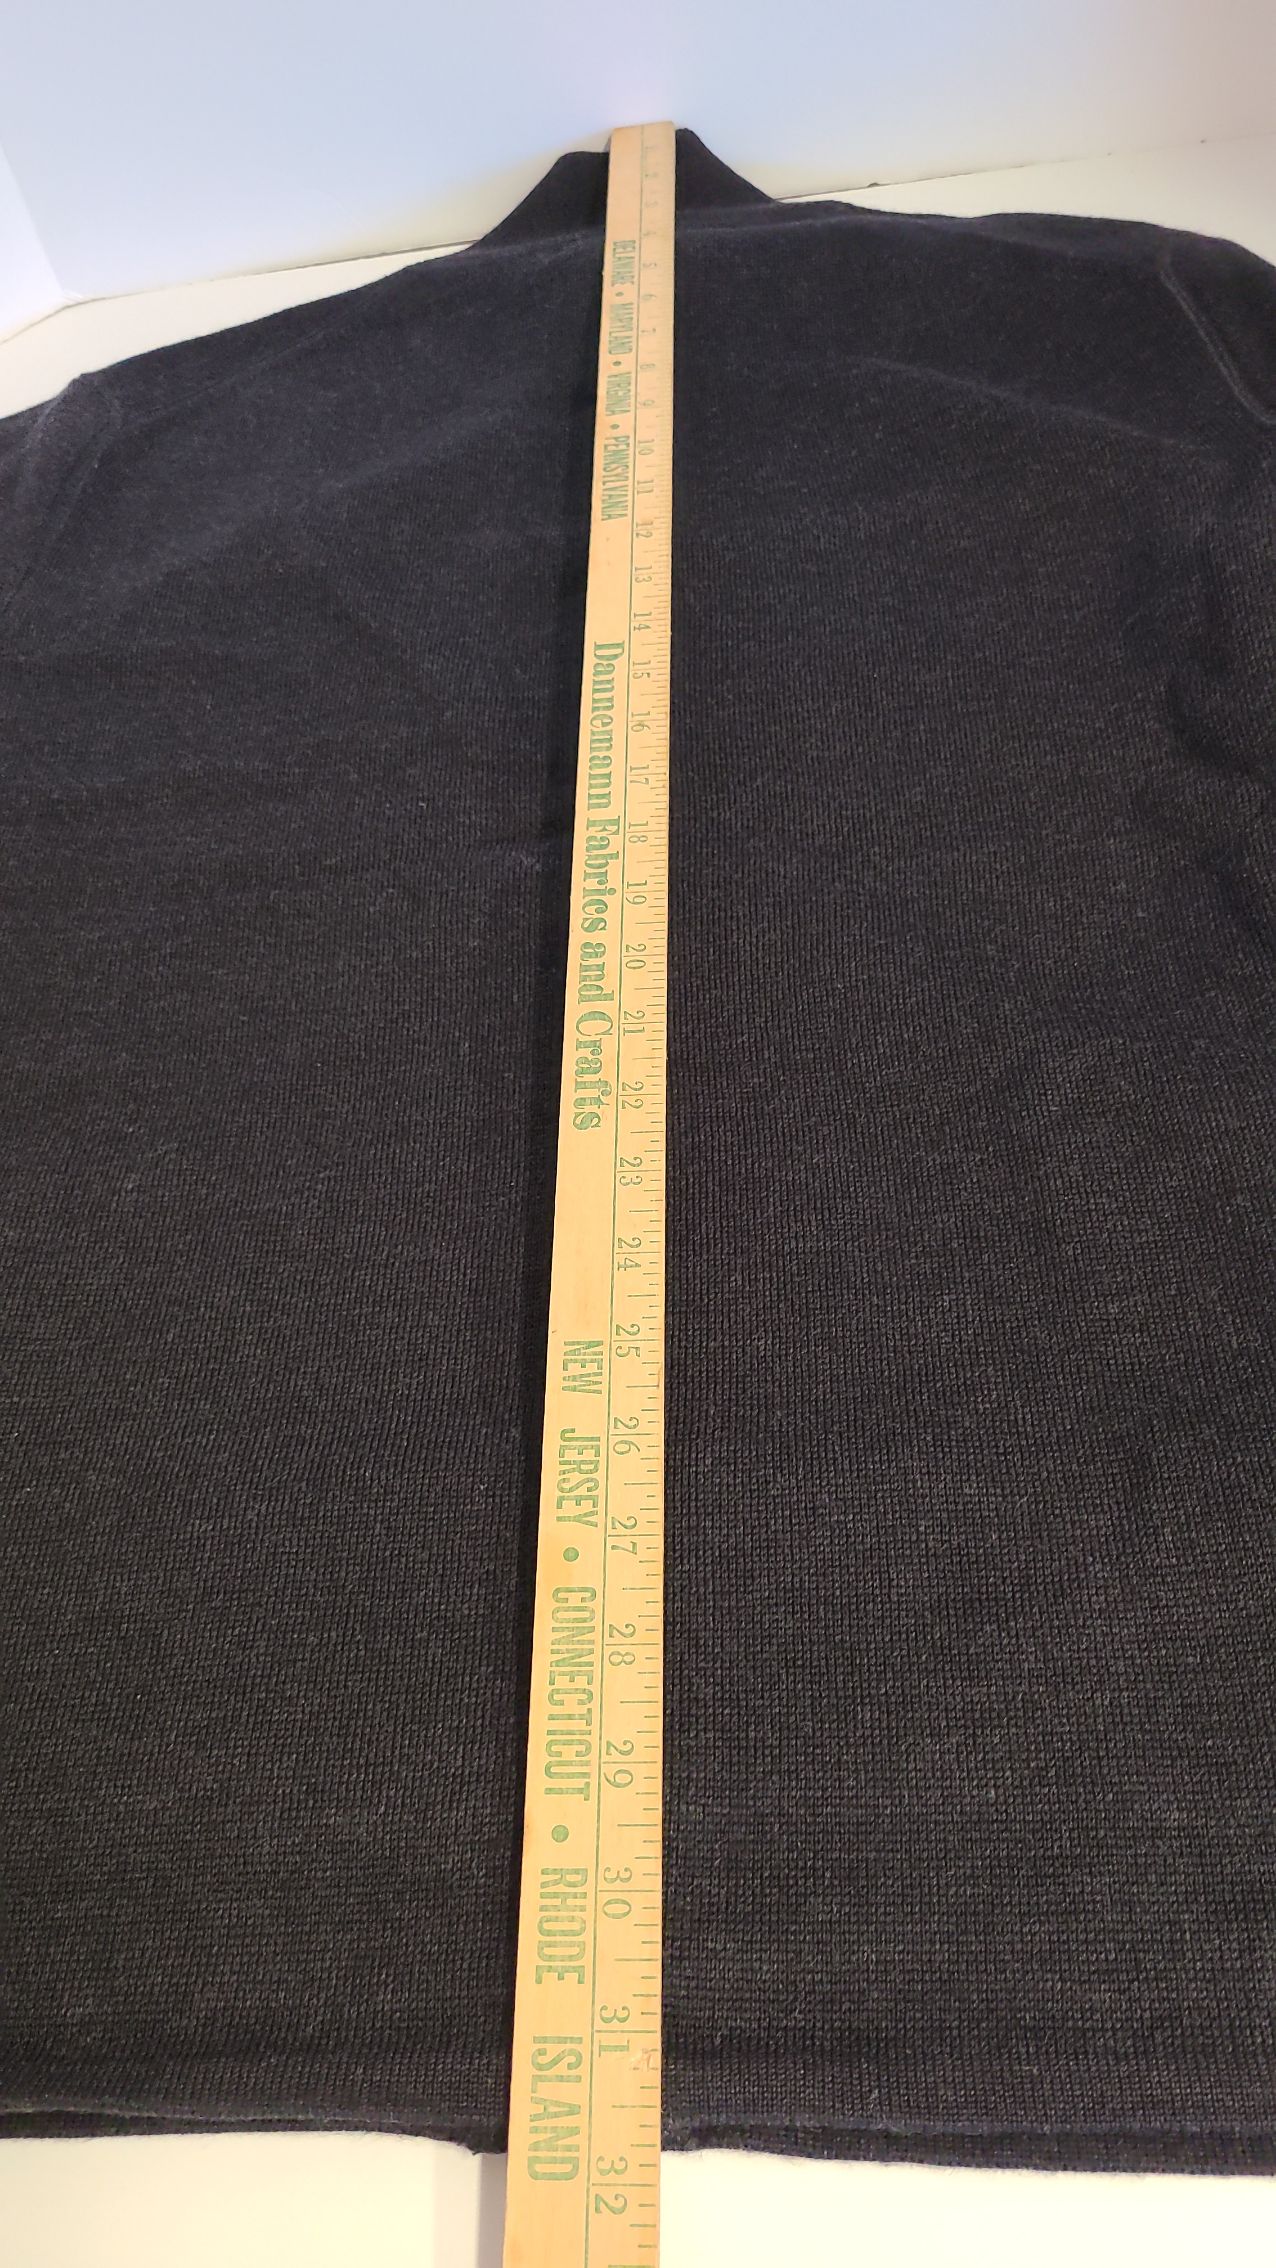 1 2 3 4 5 6 7 8 9 10 11 12 13 14 15 16 17 18 19 20 21 22 23 24 25 26 27 28 29 30 31 32
DELAWARE • MARYLAND • VIRGINIA • PENNSYLVANIA
Dannemann Fabrics and Crafts
NEW JERSEY • CONNECTICUT • RHODE ISLAND